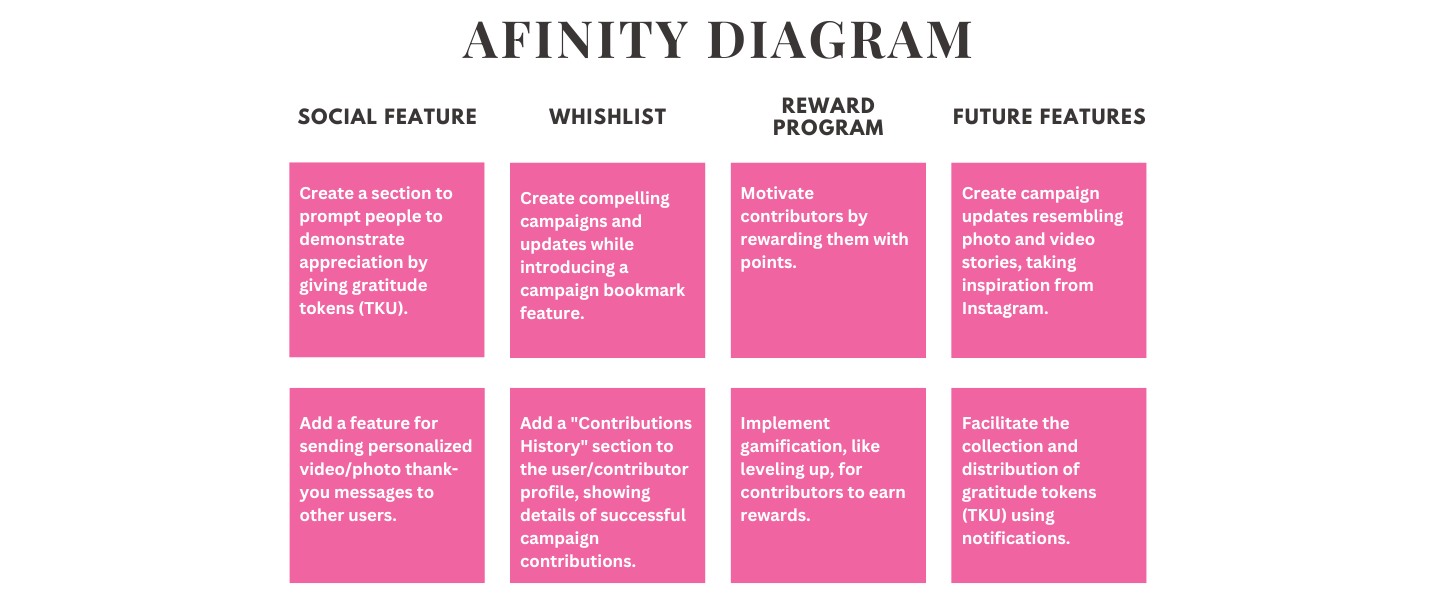 AFINITY DIAGRAM
SOCIAL FEATURE
WHISHLIST
REWARD
PROGRAM
FUTURE FEATURES
Create a section to
prompt people to
demonstrate
appreciation by
giving gratitude
tokens (TKU).
Create compelling
campaigns and
updates while
introducing a
campaign bookmark
feature.
Motivate
contributors by
rewarding them with
points.
Create campaign
updates resembling
photo and video
stories, taking
inspiration from
Instagram.
Add a feature for
sending personalized
video/photo thank-
you messages to
other users.
Add a "Contributions
History" section to
the user/contributor
profile, showing
details of successful
campaign
contributions.
Implement
gamification, like
leveling up, for
contributors to earn
rewards.
Facilitate the
collection and
distribution of
gratitude tokens
(TKU) using
notifications.